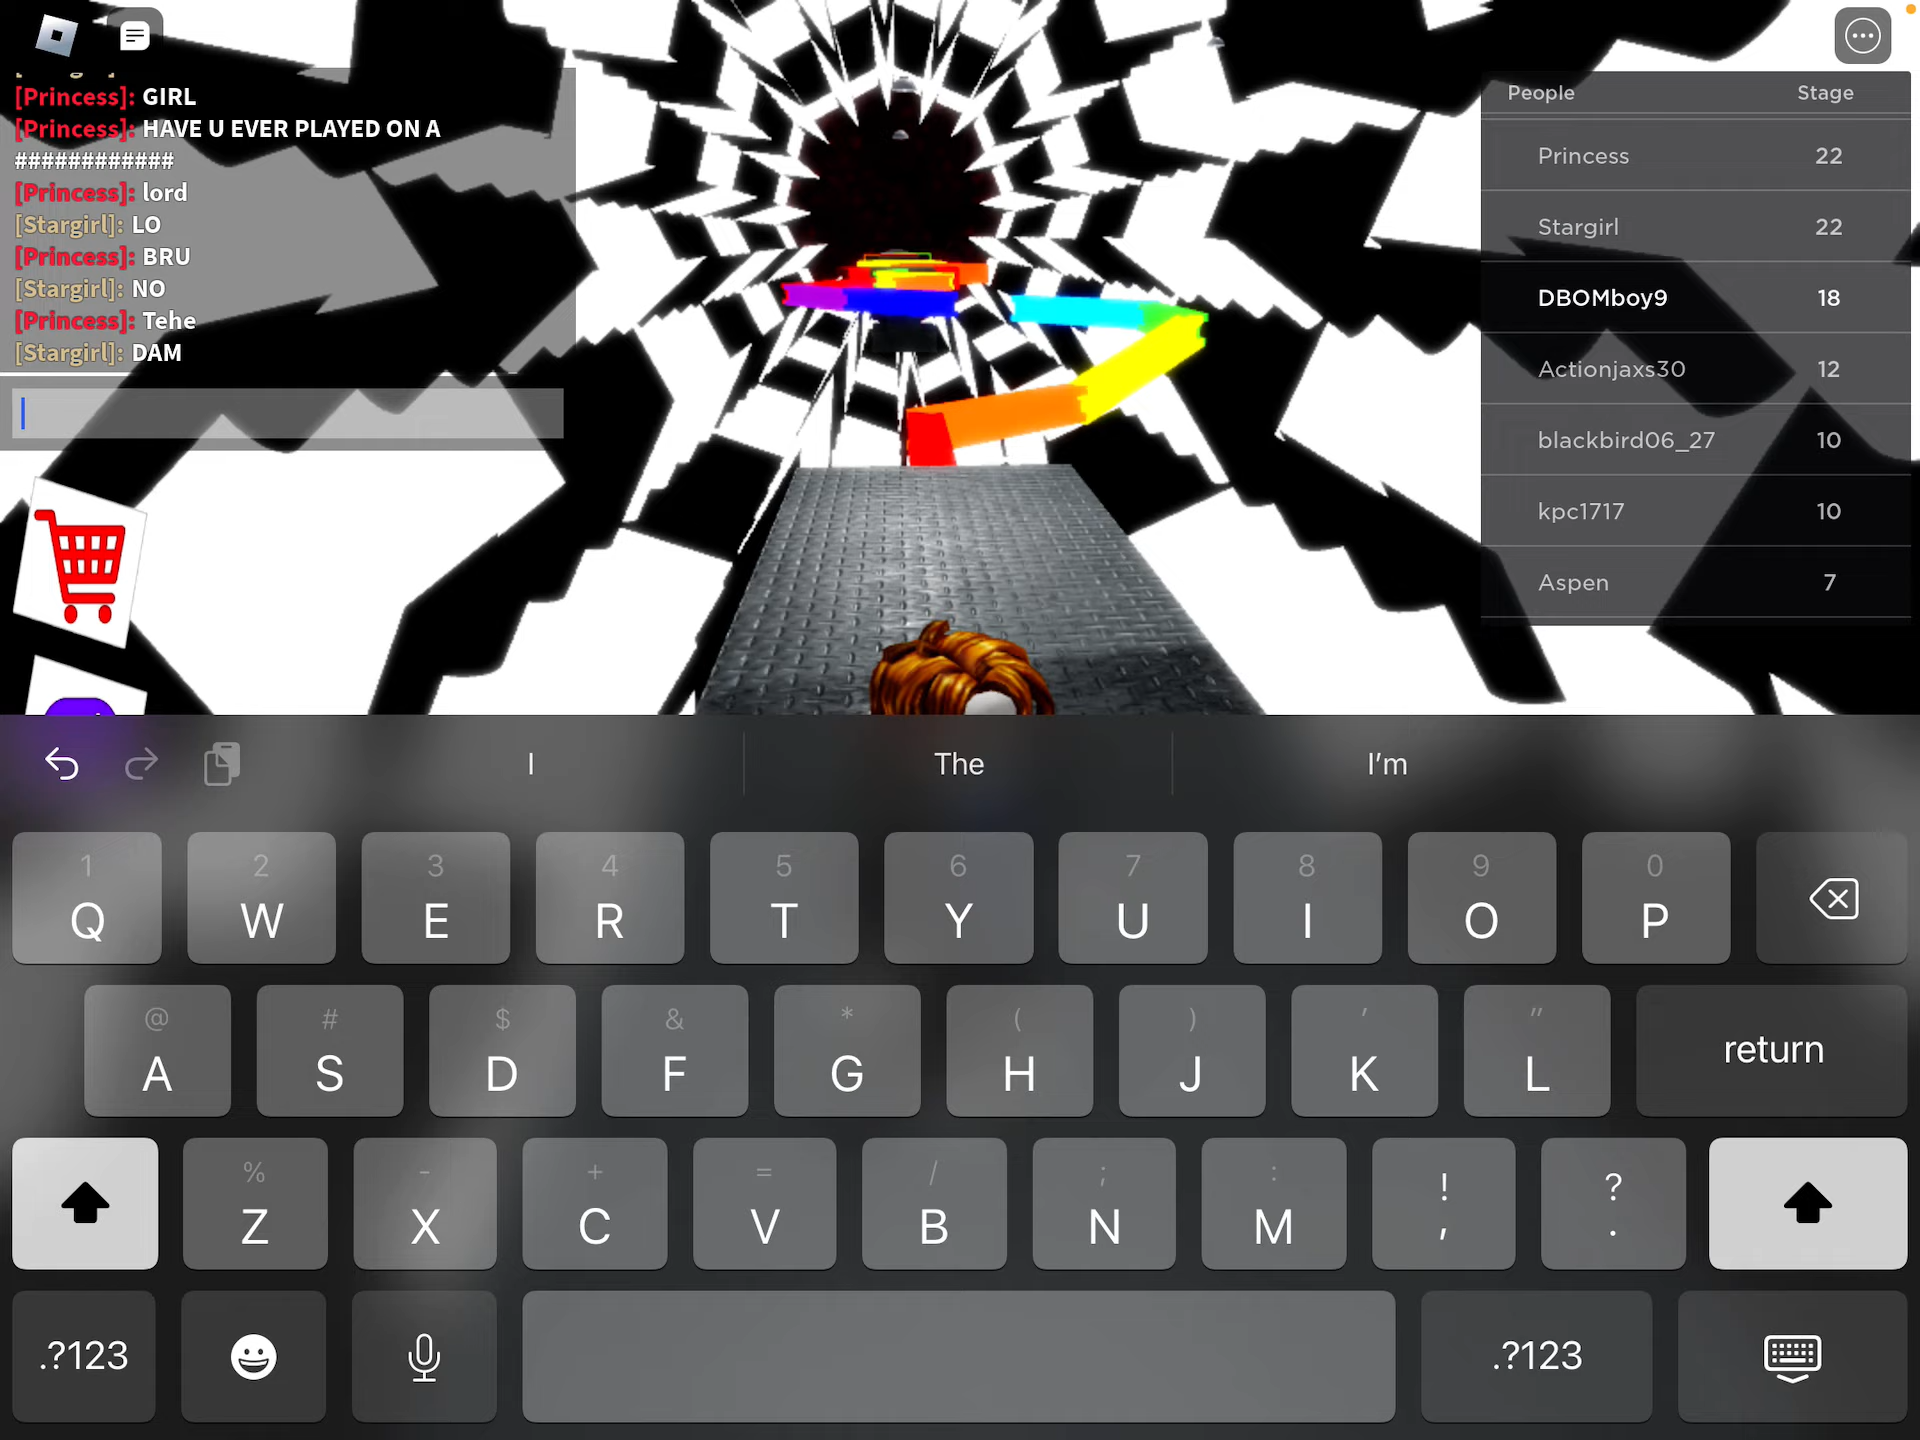 [Princess]: GIRL
[Princess]: HAVE U EVER PLAYED ON A
############
[Princess]: lord
[Stargirl]: LO
[Princess]: BRU
[Stargirl]: NO
[Princess]: Tehe
[Stargirl]: DAM
People Stage
Princess 22
Stargirl 22
DBOMboy9 18
Actionjaxs30 12
blackbird06_27 10
kpc1717 10
Aspen 7
I The I'm
1 2 3 4 5 6 7 8 9 0
Q W E R T Y U I O P
@ # $ & * ( ) ' "
A S D F G H J K L return
% - + = / ; : ! ?
Z X C V B N M , .
.?123 .?123